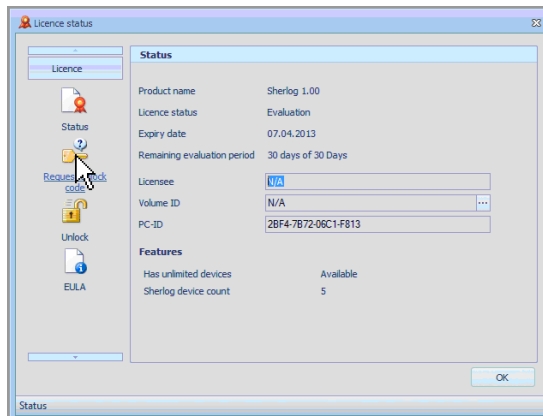 Licence status
Licence
Status
Request unlock
code
Unlock
EULA
Status
Product name Sherlog 1.00
Licence status Evaluation
Expiry date 07.04.2013
Remaining evaluation period 30 days of 30 Days
Licensee N/A
Volume ID N/A ...
PC-ID 2BF4-7B72-06C1-F813
Features
Has unlimited devices Available
Sherlog device count 5
OK
Status